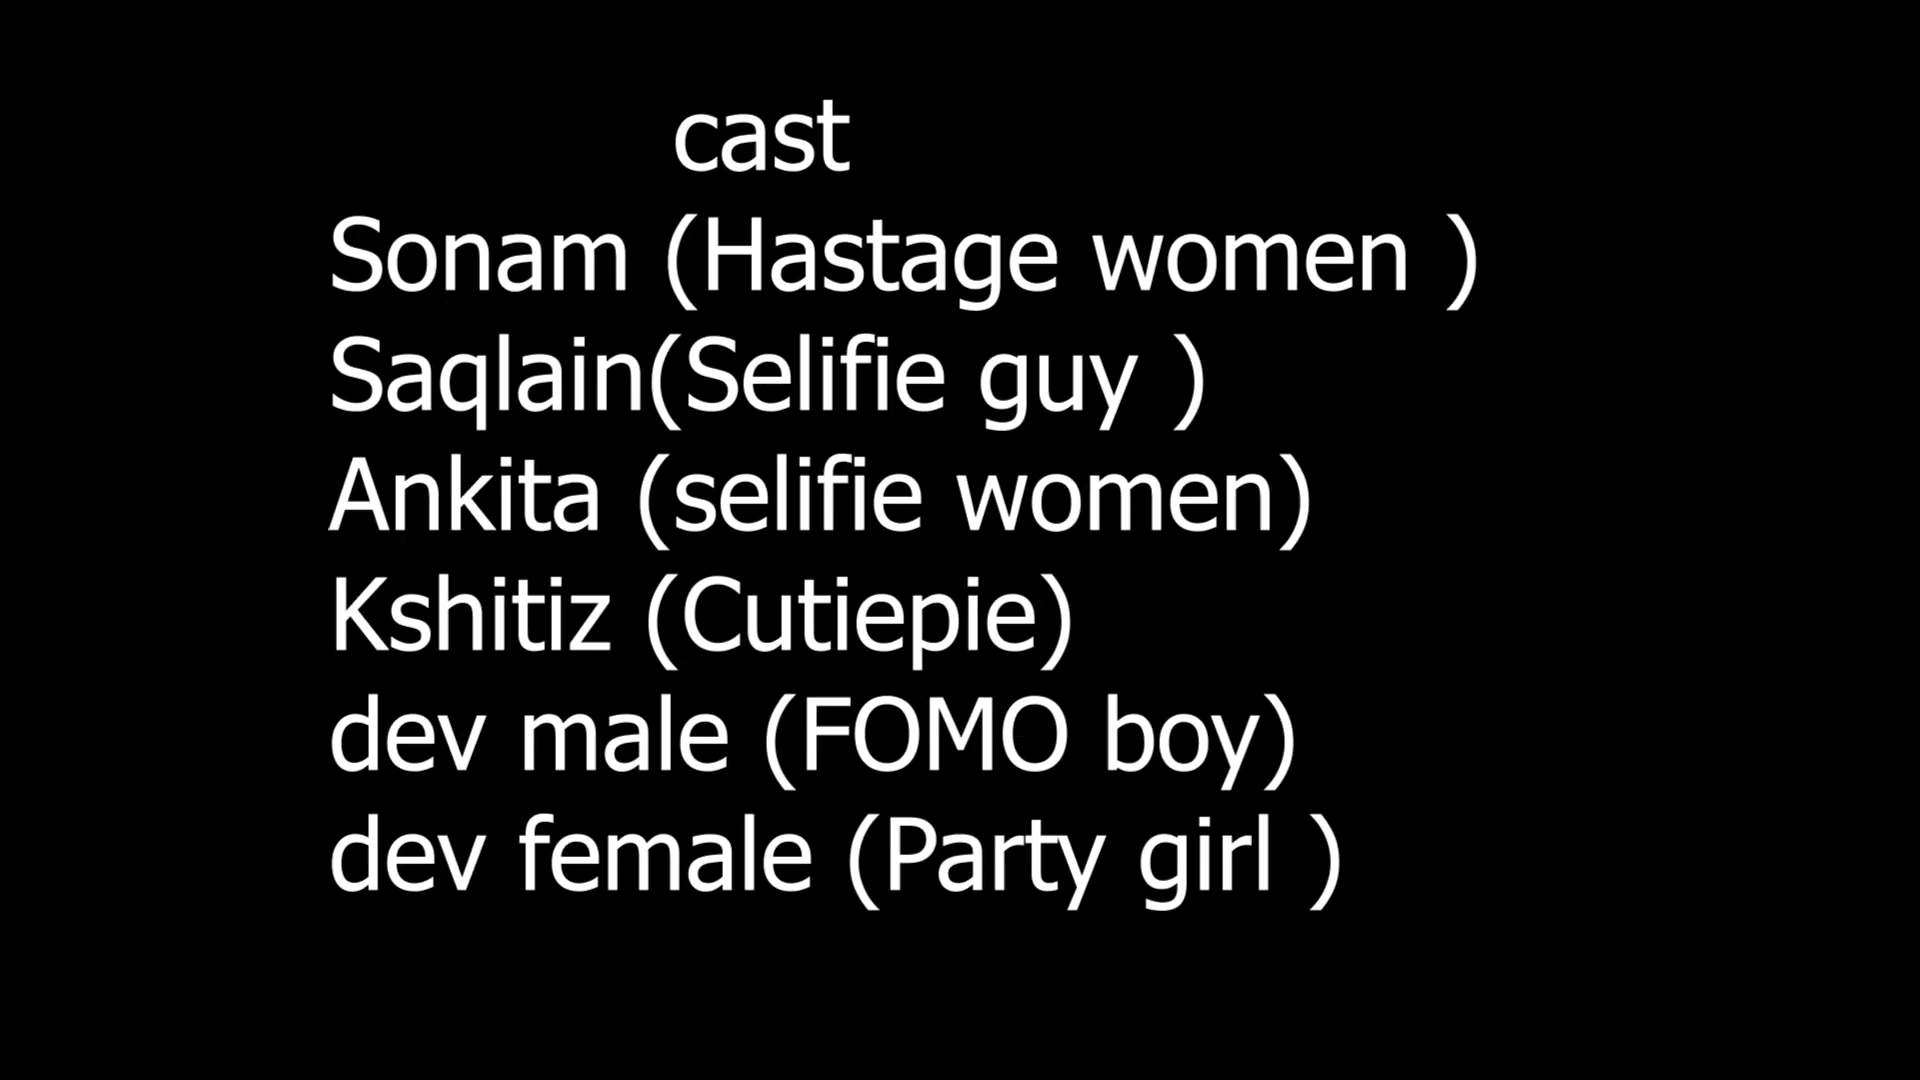 cast
Sonam (Hastage women )
Saqlain(Selifie guy )
Ankita (selifie women)
Kshitiz (Cutiepie)
dev male (FOMO boy)
dev female (Party girl )